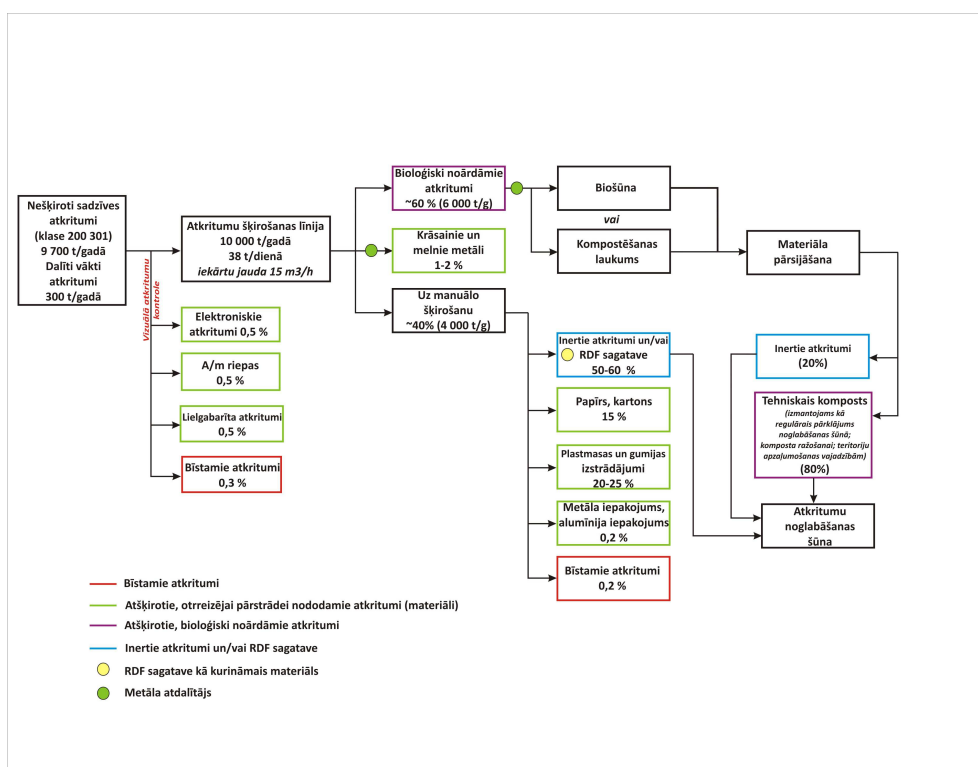 Nešķiroti sadzīves
atkritumi
(klase 200 301)
9 700 t/gadā
Dalīti vākti
atkritumi
300 t/gadā
Vizuālā atkritumu
kontrole
Atkritumu šķirošanas līnija
10 000 t/gadā
38 t/dienā
iekārtu jauda 15 m3/h
Elektroniskie
atkritumi 0,5 %
A/m riepas
0,5 %
Lielgabarīta atkritumi
0,5 %
Bīstamie atkritumi
0,3 %
Bioloģiski noārdāmie
atkritumi
~60 % (6 000 t/g)
Krāsainie un
melnie metāli
1-2 %
Uz manuālo
šķirošanu
~40% (4 000 t/g)
Biošūna
vai
Kompostēšanas
laukums
Inertie atkritumi un/vai
RDF sagatave
50-60 %
Papīrs, kartons
15 %
Plastmasas un gumijas
izstrādājumi
20-25 %
Metāla iepakojums,
alumīnija iepakojums
0,2 %
Bīstamie atkritumi
0,2 %
Materiāla
pārsijāšana
Inertie atkritumi
(20%)
Tehniskais komposts
(izmantojams kā
regulārais pārklājums
noglabāšanas šūnā;
komposta ražošanai; teritoriju
apzaļumošanas vajadzībām)
(80%)
Atkritumu
noglabāšanas
šūna
Bīstamie atkritumi
Atšķirotie, otrreizējai pārstrādei nododamie atkritumi (materiāli)
Atšķirotie, bioloģiski noārdāmie atkritumi
Inertie atkritumi un/vai RDF sagatave
RDF sagatave kā kurināmais materiāls
Metāla atdalītājs